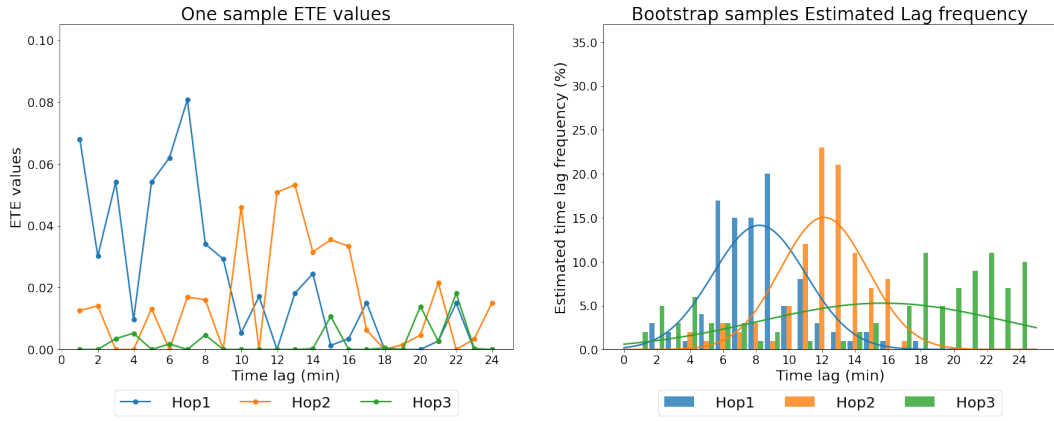 One sample ETE values
0.10
0.08
0.06
0.04
0.02
0.00
ETE values
0 2 4 6 8 10 12 14 16 18 20 22 24
Time lag (min)
Hop1 Hop2 Hop3
Bootstrap samples Estimated Lag frequency
35.0
30.0
25.0
20.0
15.0
10.0
5.0
0.0
Estimated time lag frequency (%)
0 2 4 6 8 10 12 14 16 18 20 22 24
Time lag (min)
Hop1 Hop2 Hop3